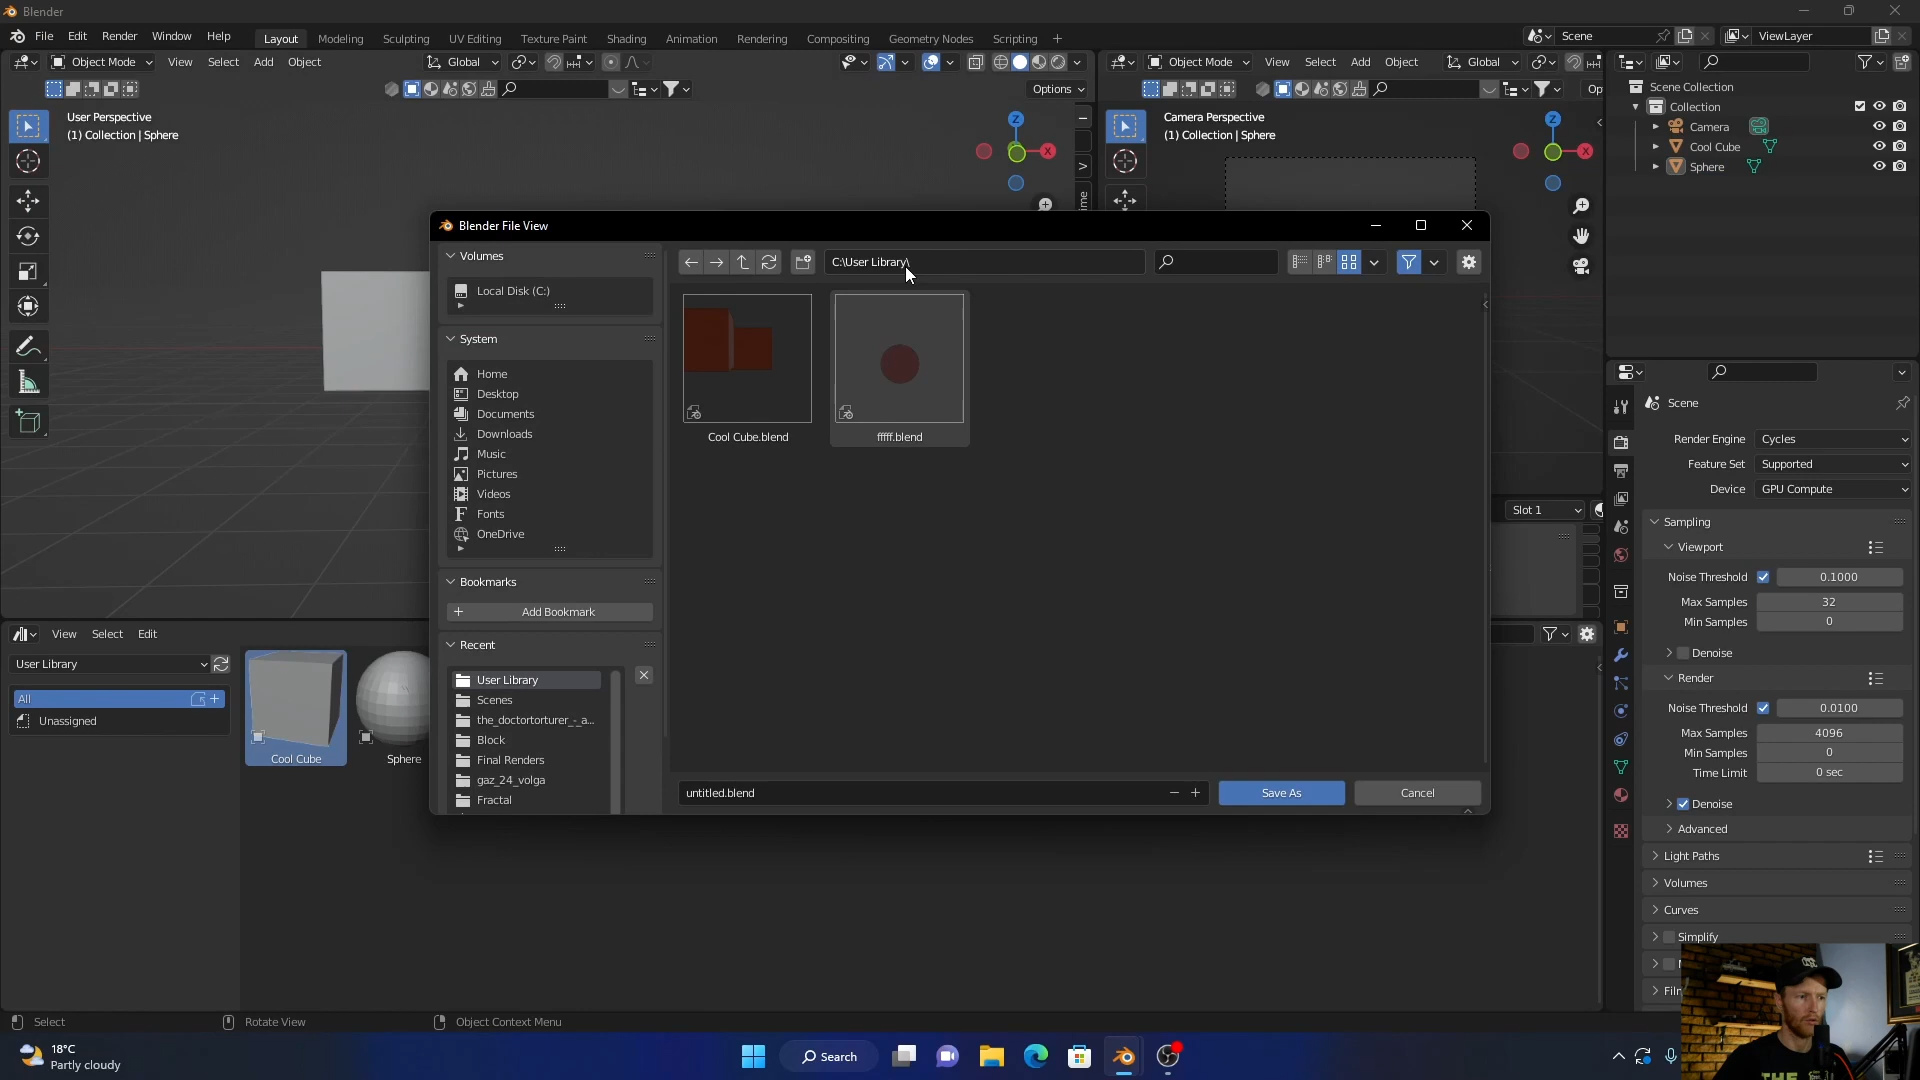 Blender
File Edit Render Window Help
Layout Modeling Sculpting UV Editing Texture Paint Shading Animation Rendering Compositing Geometry Nodes Scripting
Scene
ViewLayer
Object Mode View Select Add Object
Global
Object Mode View Select Add Object
Global
Options
Op
User Perspective
(1) Collection | Sphere
Z
X
Camera Perspective
(1) Collection | Sphere
Z
X
Scene Collection
Collection
Camera
Cool Cube
Sphere
Blender File View
Volumes
Local Disk (C:)
System
Home
Desktop
Documents
Downloads
Music
Pictures
Videos
Fonts
OneDrive
Bookmarks
Add Bookmark
Recent
User Library
Scenes
the_doctortorturer_-_a...
Block
Final Renders
gaz_24_volga
Fractal
C:\User Library\
Cool Cube.blend
fffff.blend
untitled.blend
Save As
Cancel
Slot 1
Scene
Render Engine Cycles
Feature Set Supported
Device GPU Compute
Sampling
Viewport
Noise Threshold 0.1000
Max Samples 32
Min Samples 0
Denoise
Render
Noise Threshold 0.0100
Max Samples 4096
Min Samples 0
Time Limit 0 sec
Denoise
Advanced
Light Paths
Volumes
Curves
Simplify
View Select Edit
User Library
All
Unassigned
Cool Cube
Sphere
Select
Rotate View
Object Context Menu
18°C
Partly cloudy
Search